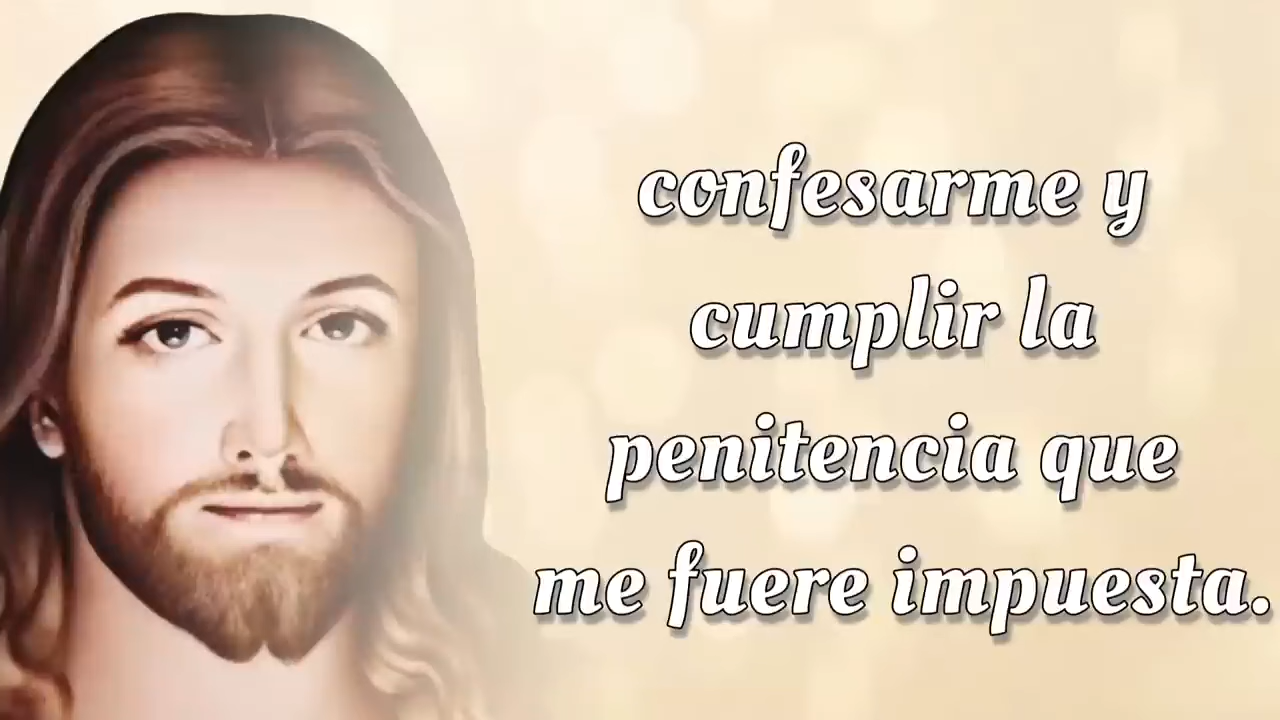 confesarme y
cumplir la
penitencia que
me fuere impuesta.